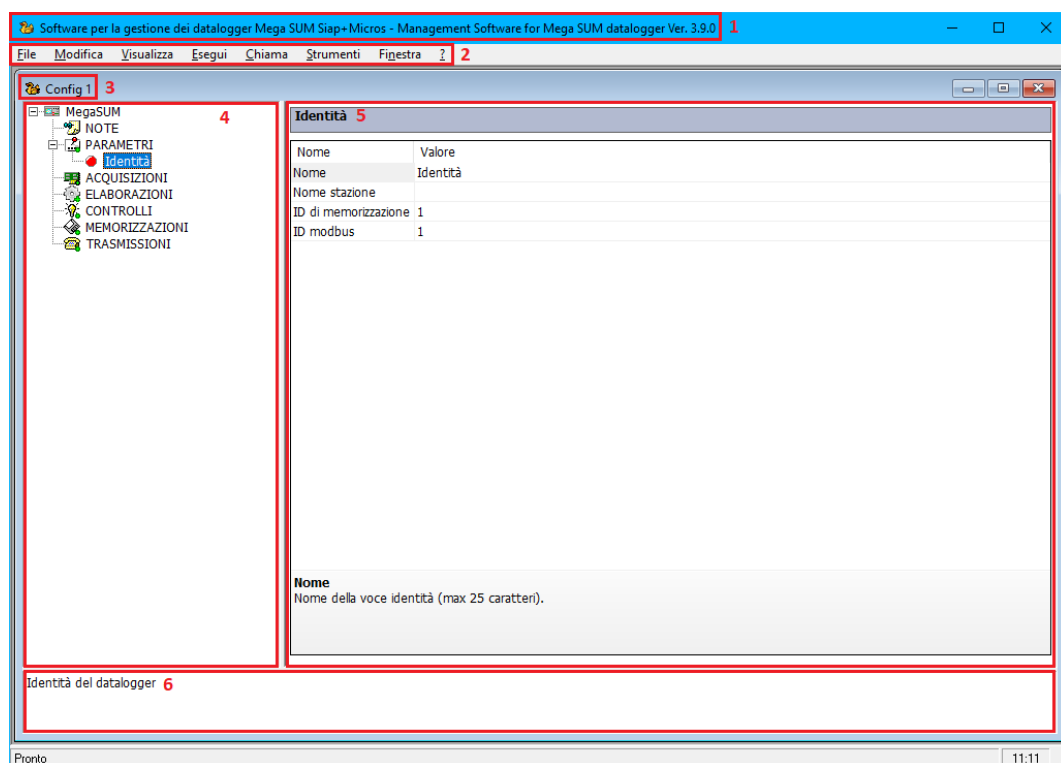 Software per la gestione dei datalogger Mega SUM Siap+Micros - Management Software for Mega SUM datalogger Ver. 3.9.0 1
File Modifica Visualizza Esegui Chiama Strumenti Finestra ? 2
Config 1 3
MegaSUM 4
NOTE
PARAMETRI
Identità
ACQUISIZIONI
ELABORAZIONI
CONTROLLI
MEMORIZZAZIONI
TRASMISSIONI
Identità 5
Nome Valore
Nome Identità
Nome stazione
ID di memorizzazione 1
ID modbus 1
Nome
Nome della voce identità (max 25 caratteri).
Identità del datalogger 6
Pronto 11:11